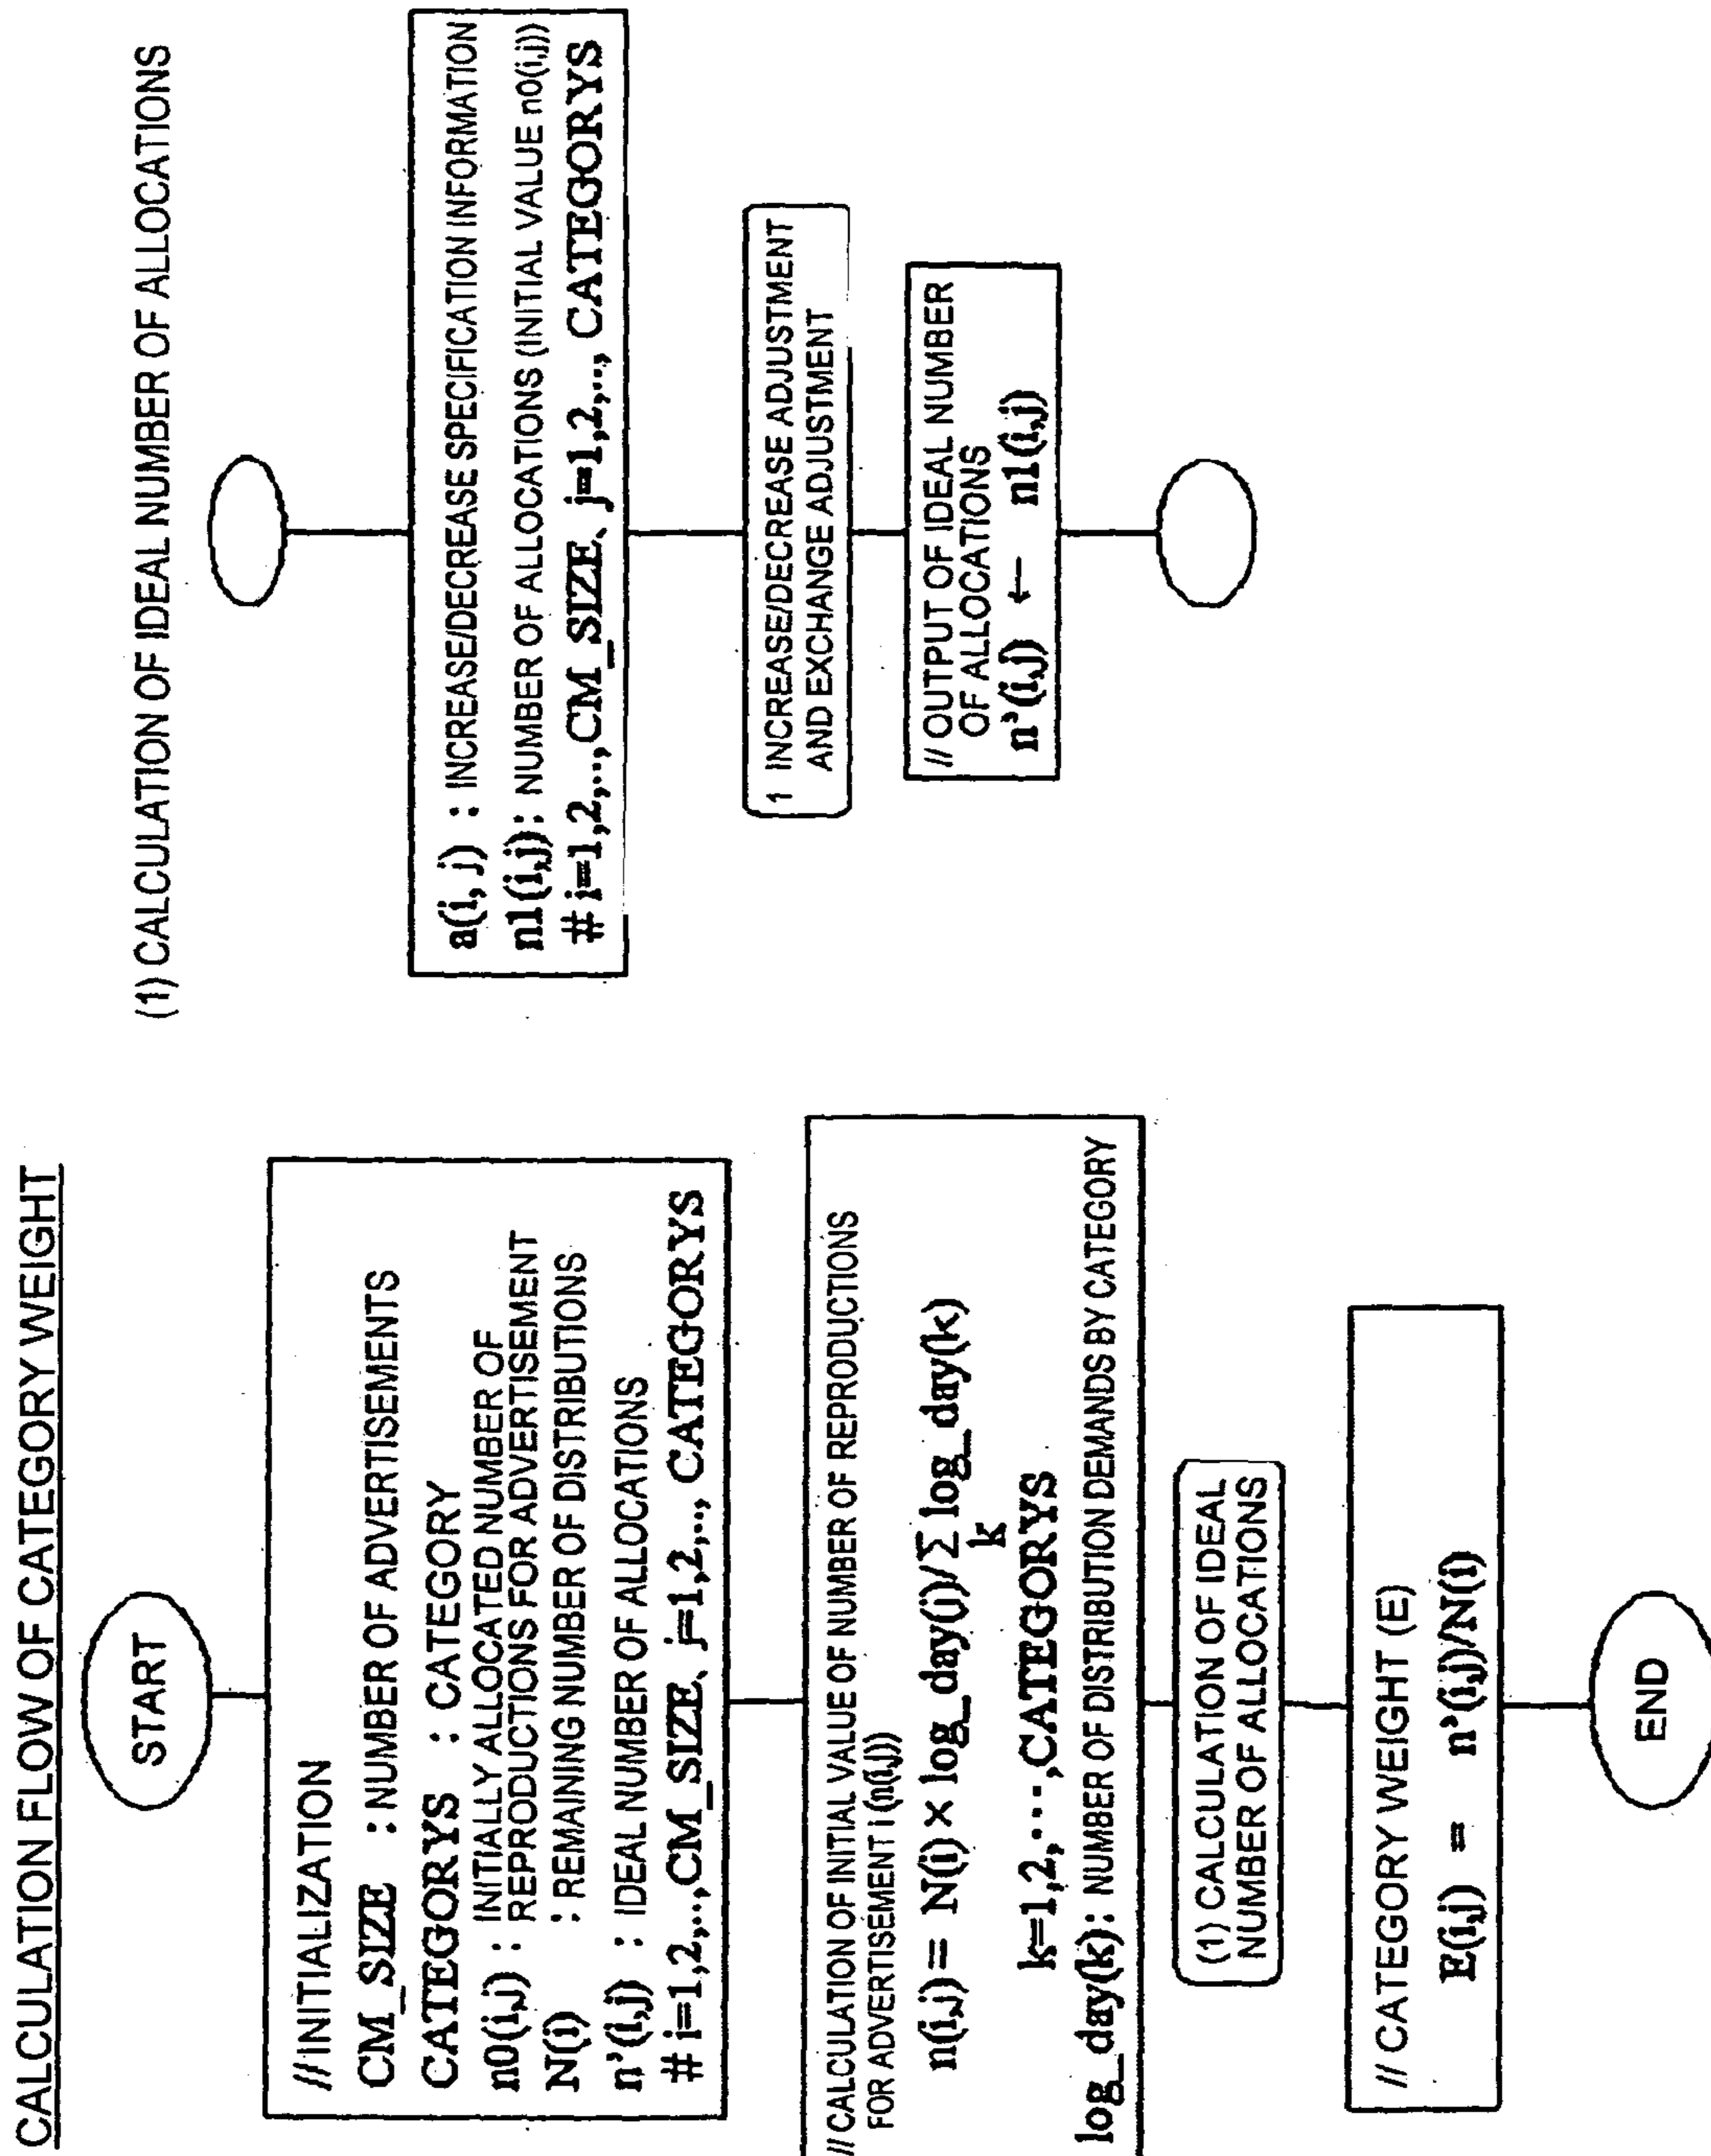 CALCULATION FLOW OF CATEGORY WEIGHT
START
//INITIALIZATION
CM_SIZE : NUMBER OF ADVERTISEMENTS
CATEGORYS : CATEGORY
n0(i,j) : INITIALLY ALLOCATED NUMBER OF
REPRODUCTIONS FOR ADVERTISEMENT
N(i) : REMAINING NUMBER OF DISTRIBUTIONS
n’(i,j) : IDEAL NUMBER OF ALLOCATIONS
# i=1,2,..,CM_SIZE、j=1,2,.., CATEGORYS
// CALCULATION OF INITIAL VALUE OF NUMBER OF REPRODUCTIONS
FOR ADVERTISEMENT i (n(i,j))
n(i,j) = N(i) × log_day(j)/Σ log_day(k)
k
k=1,2,···,CATEGORYS
log_day(k): NUMBER OF DISTRIBUTION DEMANDS BY CATEGORY
(1) CALCULATION OF IDEAL
NUMBER OF ALLOCATIONS
// CATEGORY WEIGHT (E)
E(i,j) = n’(i,j)/N(i)
END
(1) CALCULATION OF IDEAL NUMBER OF ALLOCATIONS
a(i, j) : INCREASE/DECREASE SPECIFICATION INFORMATION
n1(i,j): NUMBER OF ALLOCATIONS (INITIAL VALUE n0(i,j))
# i=1,2,..,CM_SIZE、j=1,2,.., CATEGORYS
1 INCREASE/DECREASE ADJUSTMENT
AND EXCHANGE ADJUSTMENT
// OUTPUT OF IDEAL NUMBER
OF ALLOCATIONS
n’(i,j) ← n1(i,j)